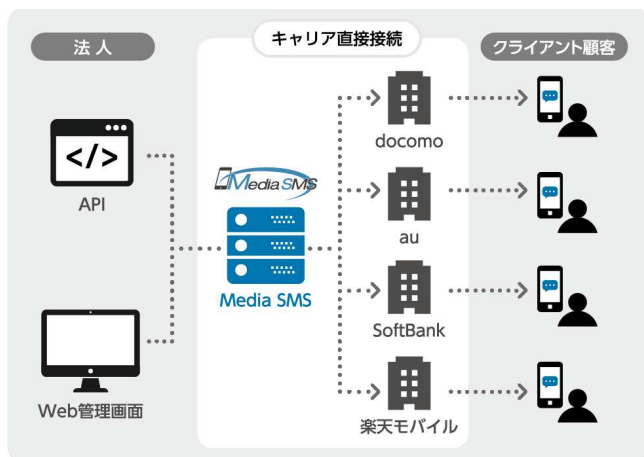 法人
キャリア直接接続
クライアント顧客
</>
API
Web管理画面
Media SMS
Media SMS
docomo
au
SoftBank
楽天モバイル